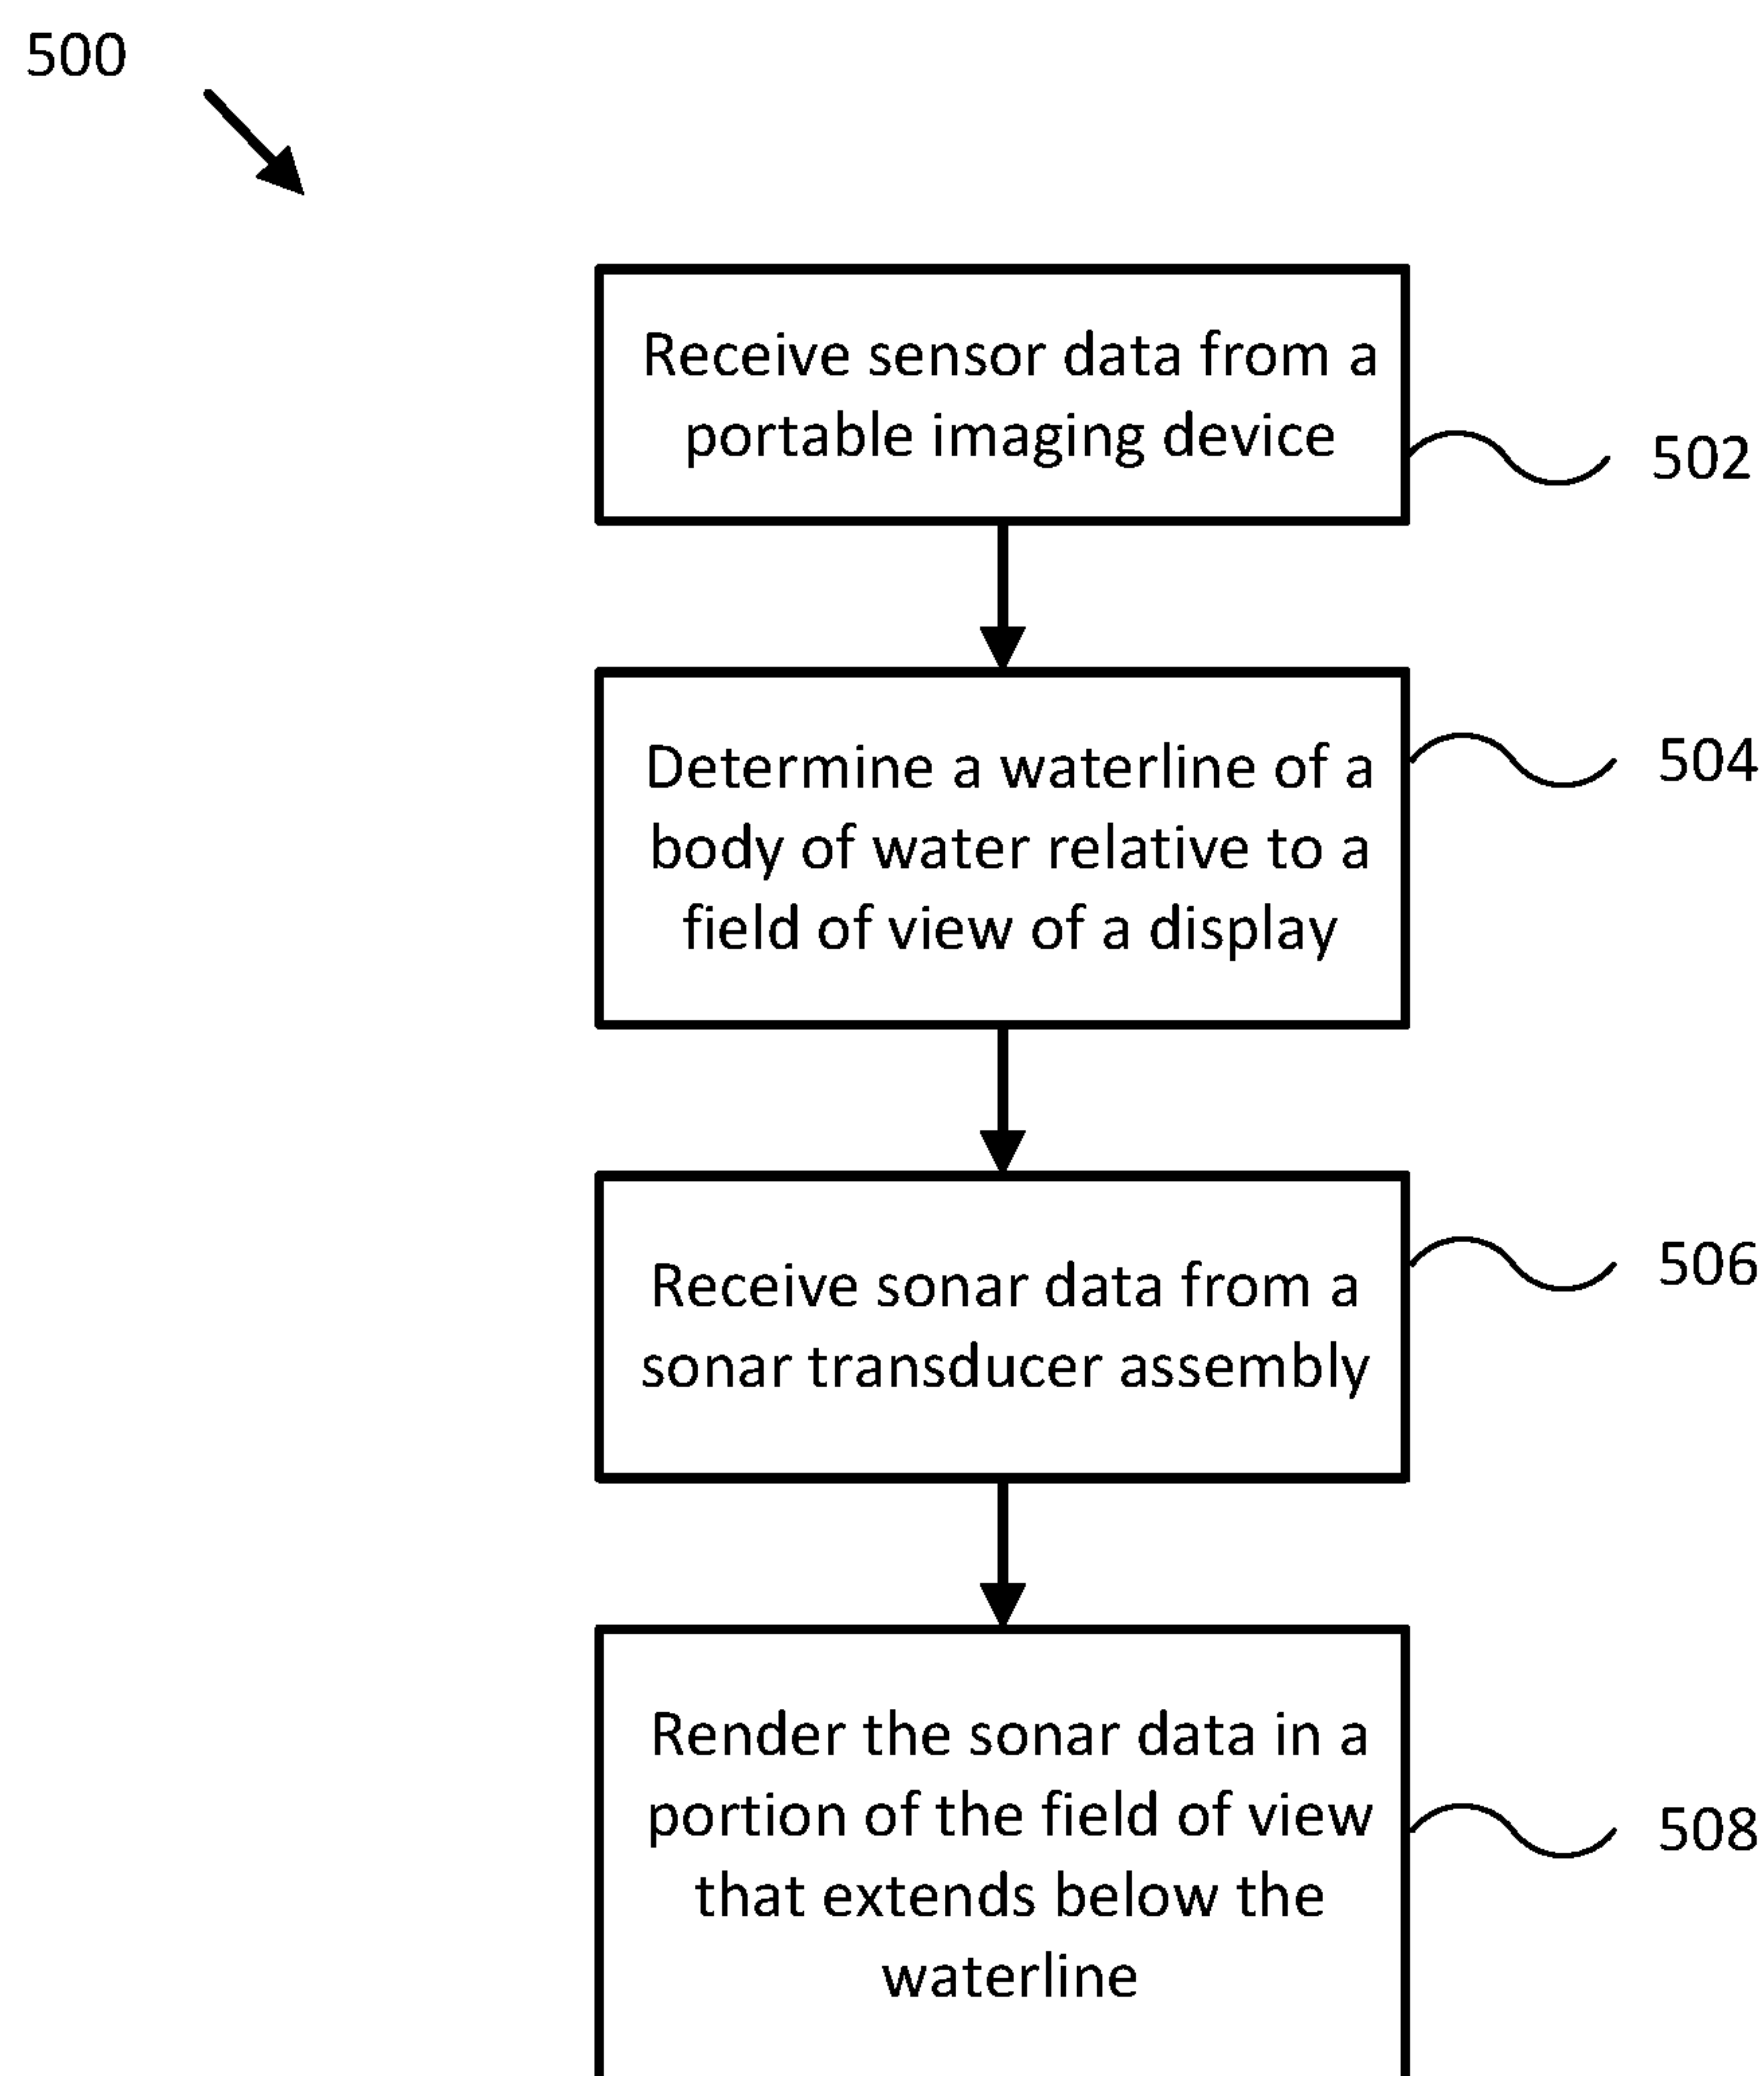 500
Receive sensor data from a
portable imaging device
502
Determine a waterline of a
body of water relative to a
field of view of a display
504
Receive sonar data from a
sonar transducer assembly
506
Render the sonar data in a
portion of the field of view
that extends below the
waterline
508